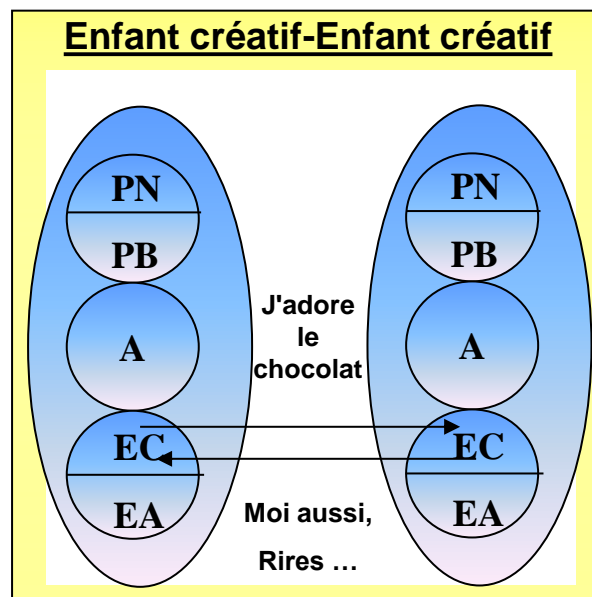 Enfant créatif-Enfant créatif
PN
PB
A
EC
EA
J'adore
le
chocolat
Moi aussi,
Rires …
PN
PB
A
EC
EA